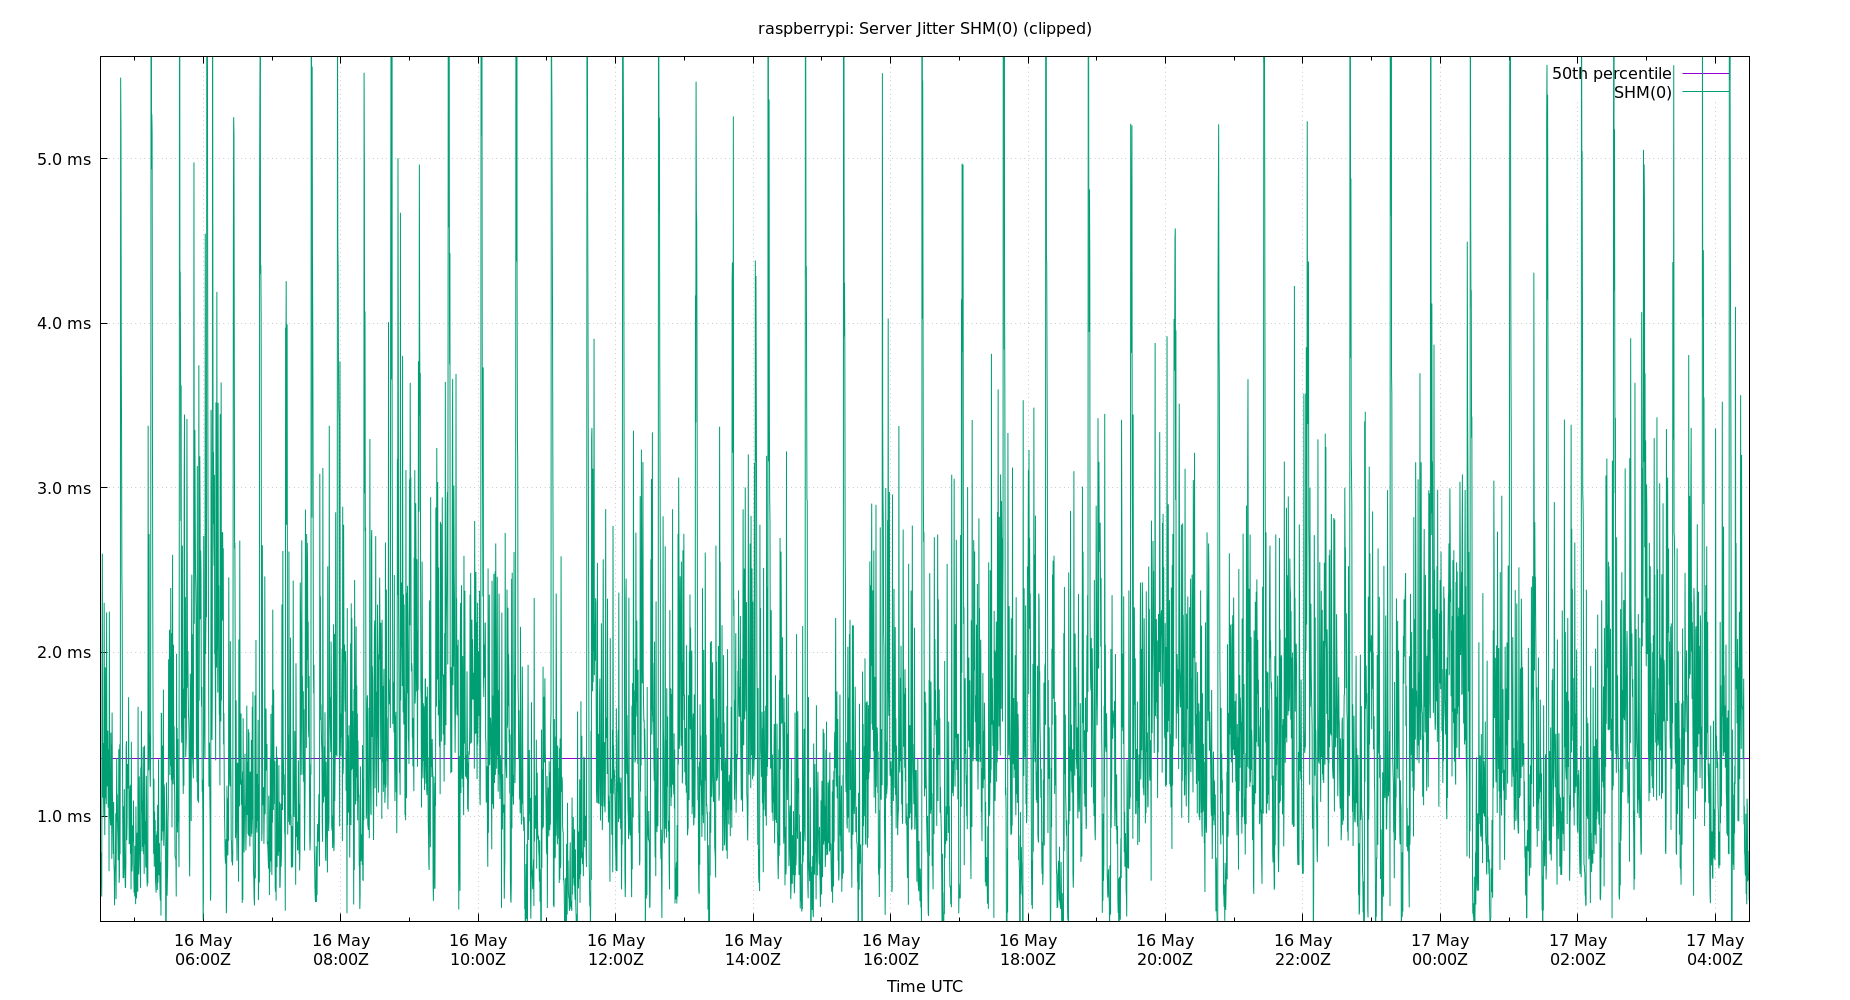 raspberrypi: Server Jitter SHM(0) (clipped)
50th percentile
SHM(0)
5.0 ms
4.0 ms
3.0 ms
2.0 ms
1.0 ms
16 May 16 May 16 May 16 May 16 May 16 May 16 May 16 May 16 May 17 May 17 May 17 May
06:00Z 08:00Z 10:00Z 12:00Z 14:00Z 16:00Z 18:00Z 20:00Z 22:00Z 00:00Z 02:00Z 04:00Z
Time UTC